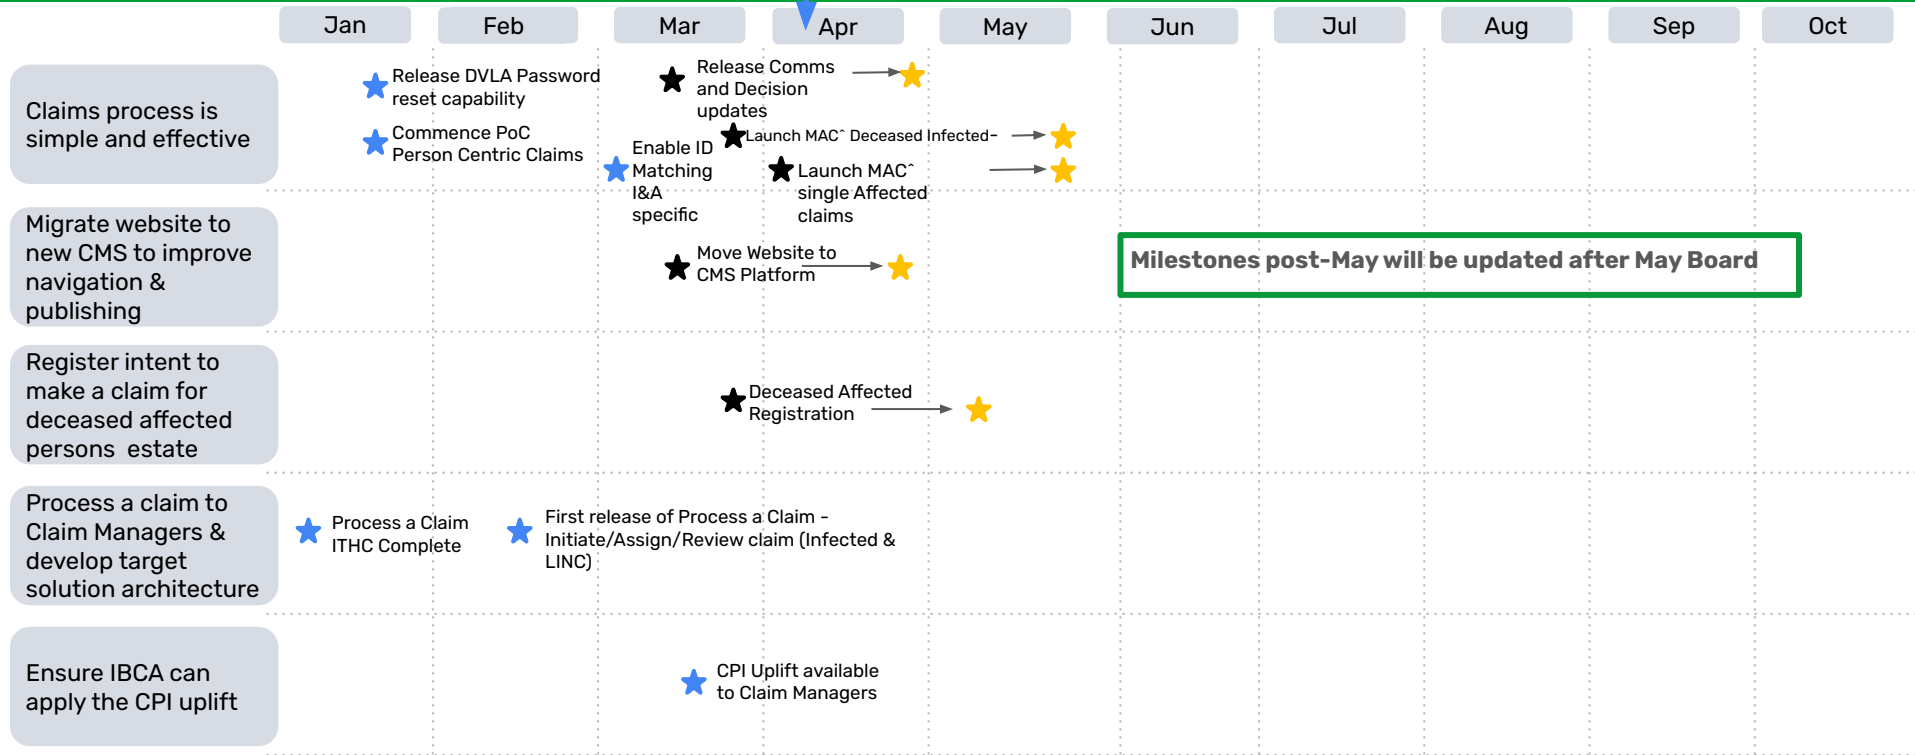 Jan
Feb
Mar
Apr
May
Jun
Jul
Aug
Sep
Oct
Claims process is
simple and effective
Release DVLA Password
reset capability
Commence PoC
Person Centric Claims
Enable ID
Matching
I&A
specific
Release Comms
and Decision
updates
Launch MACˆ Deceased Infected-
Launch MACˆ
single Affected
claims
Migrate website to
new CMS to improve
navigation &
publishing
Move Website to
CMS Platform
Milestones post-May will be updated after May Board
Register intent to
make a claim for
deceased affected
persons  estate
Deceased Affected
Registration
Process a claim to
Claim Managers &
develop target
solution architecture
Process a Claim
ITHC Complete
First release of Process a Claim -
Initiate/Assign/Review claim (Infected &
LINC)
Ensure IBCA can
apply the CPI uplift
CPI Uplift available
to Claim Managers